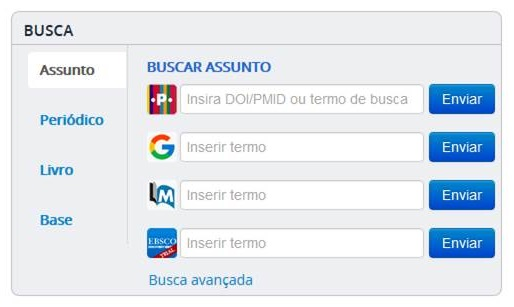 BUSCA
Assunto
Periódico
Livro
Base
BUSCAR ASSUNTO
·P· Insira DOI/PMID ou termo de busca Enviar
G Inserir termo Enviar
M Inserir termo Enviar
EBSCO TRIAL Inserir termo Enviar
Busca avançada